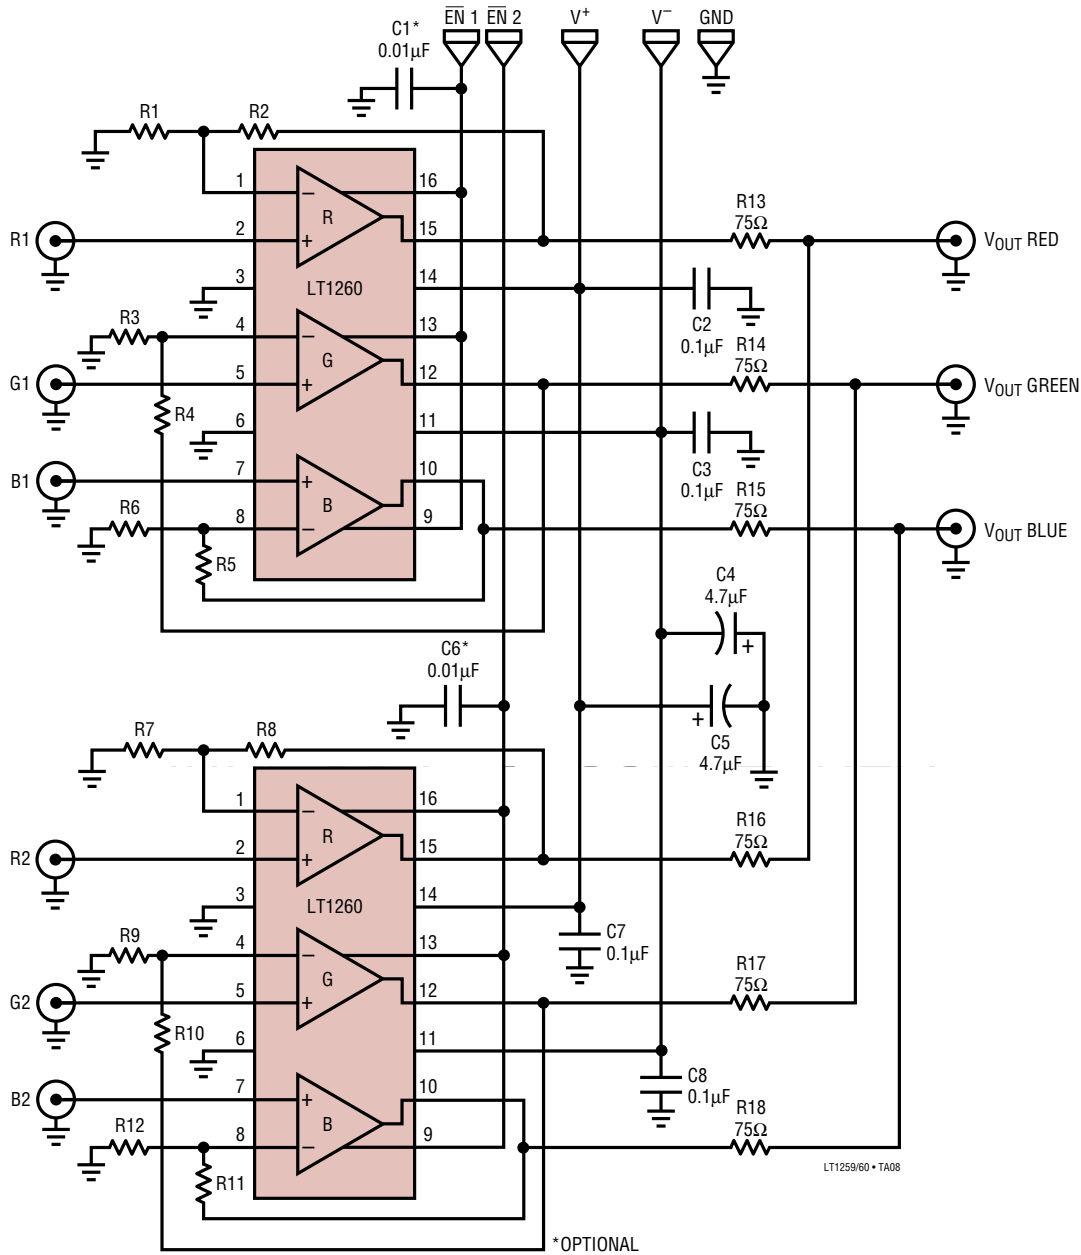 EN 1
EN 2
V+
V−
GND
C1*
0.01µF
R1
R2
1
16
R
R13
75Ω
2
15
R1
+
−
VOUT RED
3
14
LT1260
C2
0.1µF
R3
4
13
−
R14
75Ω
G
G1
5
12
+
VOUT GREEN
R4
6
11
C3
0.1µF
B1
7
10
+
R15
75Ω
R6
B
8
9
−
VOUT BLUE
R5
C4
4.7µF
+
C6*
0.01µF
+
C5
4.7µF
R7
R8
1
16
−
R
R16
75Ω
R2
2
15
+
3
14
LT1260
C7
0.1µF
R9
4
13
−
R17
75Ω
G
G2
5
12
+
R10
6
11
C8
0.1µF
B2
7
10
+
R18
75Ω
R12
B
8
9
−
LT1259/60 • TA08
R11
*OPTIONAL